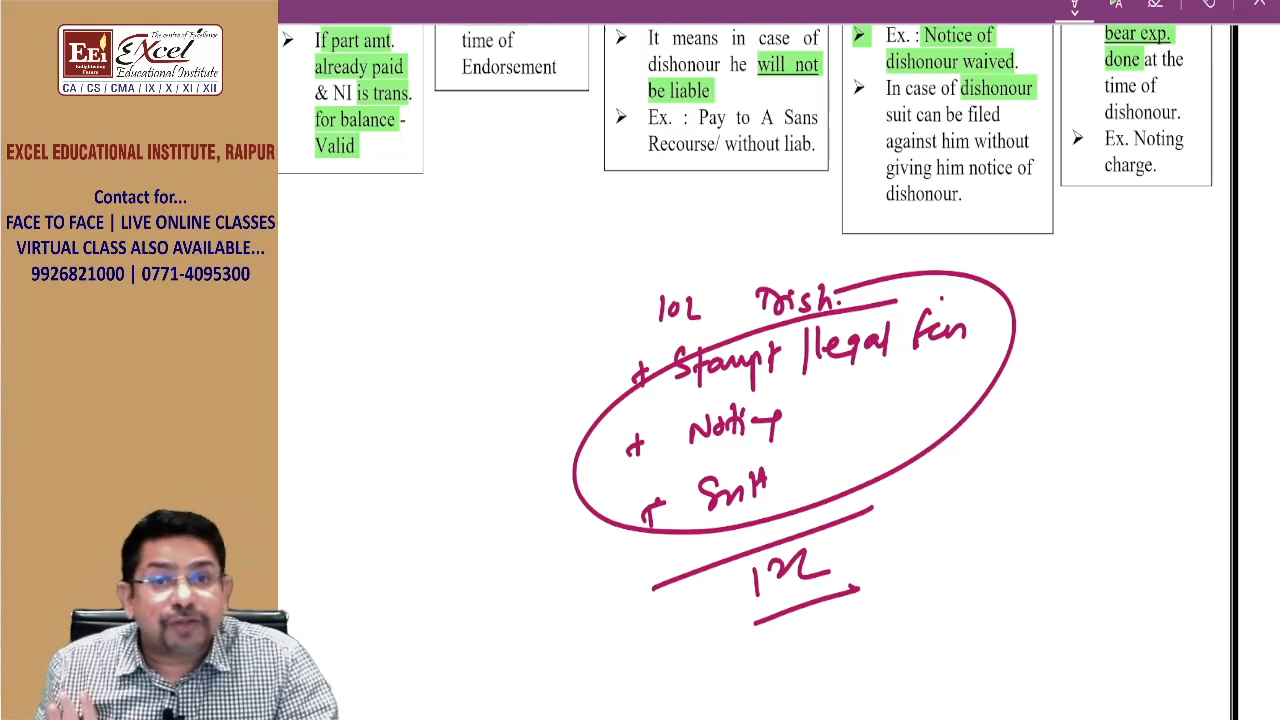 The centre of Excellence
EEi
Enlightening Future
Excel
Educational Institute
CA / CS / CMA / IX / X / XI / XII
EXCEL EDUCATIONAL INSTITUTE, RAIPUR
Contact for...
FACE TO FACE | LIVE ONLINE CLASSES
VIRTUAL CLASS ALSO AVAILABLE...
9926821000 | 0771-4095300
➢ If part amt.
already paid
& NI is trans.
for balance -
Valid
time of
Endorsement
➢ It means in case of
dishonour he will not
be liable
➢ Ex. : Pay to A Sans
Recourse/ without liab.
➢ Ex. : Notice of
dishonour waived.
➢ In case of dishonour
suit can be filed
against him without
giving him notice of
dishonour.
bear exp.
done at the
time of
dishonour.
➢ Ex. Noting
charge.
Dish.
+ Stampt / legal
+ Noting
+ Suit